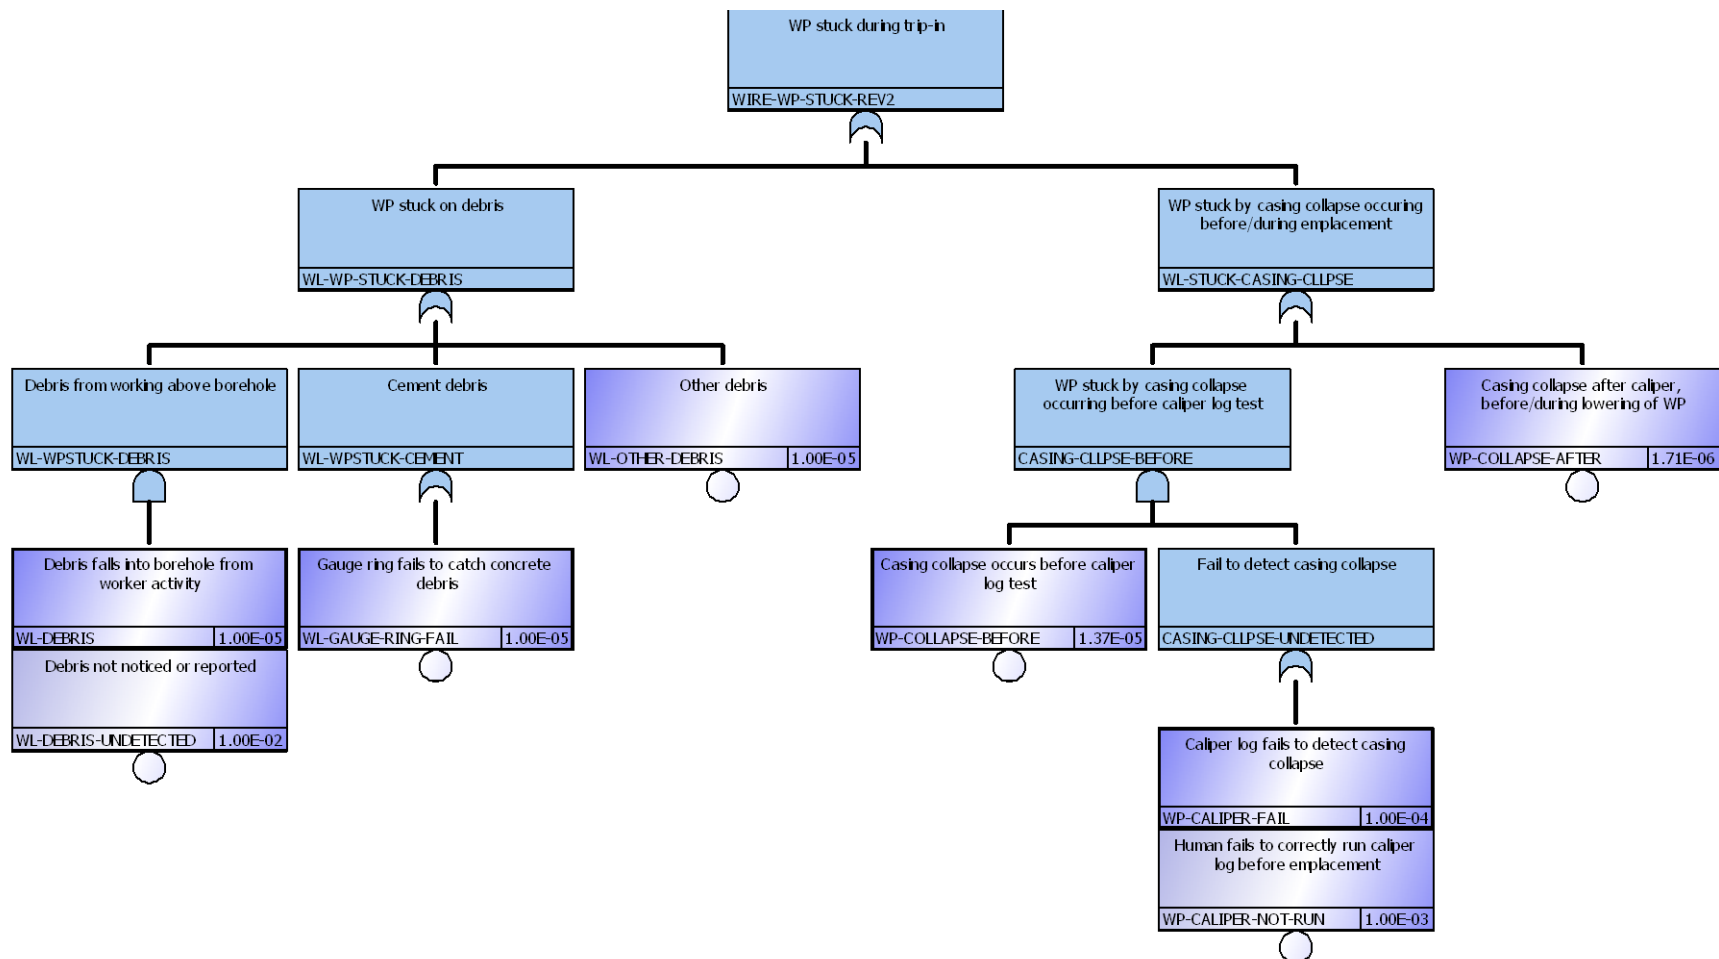 WP stuck during trip-in
WIRE-WP-STUCK-REV2
WP stuck on debris
WL-WP-STUCK-DEBRIS
WP stuck by casing collapse occuring
before/during emplacement
WL-STUCK-CASING-CLLPSE
Debris from working above borehole
WL-WPSTUCK-DEBRIS
Cement debris
WL-WPSTUCK-CEMENT
Other debris
WL-OTHER-DEBRIS 1.00E-05
WP stuck by casing collapse
occurring before caliper log test
CASING-CLLPSE-BEFORE
Casing collapse after caliper,
before/during lowering of WP
WP-COLLAPSE-AFTER 1.71E-06
Debris falls into borehole from
worker activity
WL-DEBRIS 1.00E-05
Debris not noticed or reported
WL-DEBRIS-UNDETECTED 1.00E-02
Gauge ring fails to catch concrete
debris
WL-GAUGE-RING-FAIL 1.00E-05
Casing collapse occurs before caliper
log test
WP-COLLAPSE-BEFORE 1.37E-05
Fail to detect casing collapse
CASING-CLLPSE-UNDETECTED
Caliper log fails to detect casing
collapse
WP-CALIPER-FAIL 1.00E-04
Human fails to correctly run caliper
log before emplacement
WP-CALIPER-NOT-RUN 1.00E-03